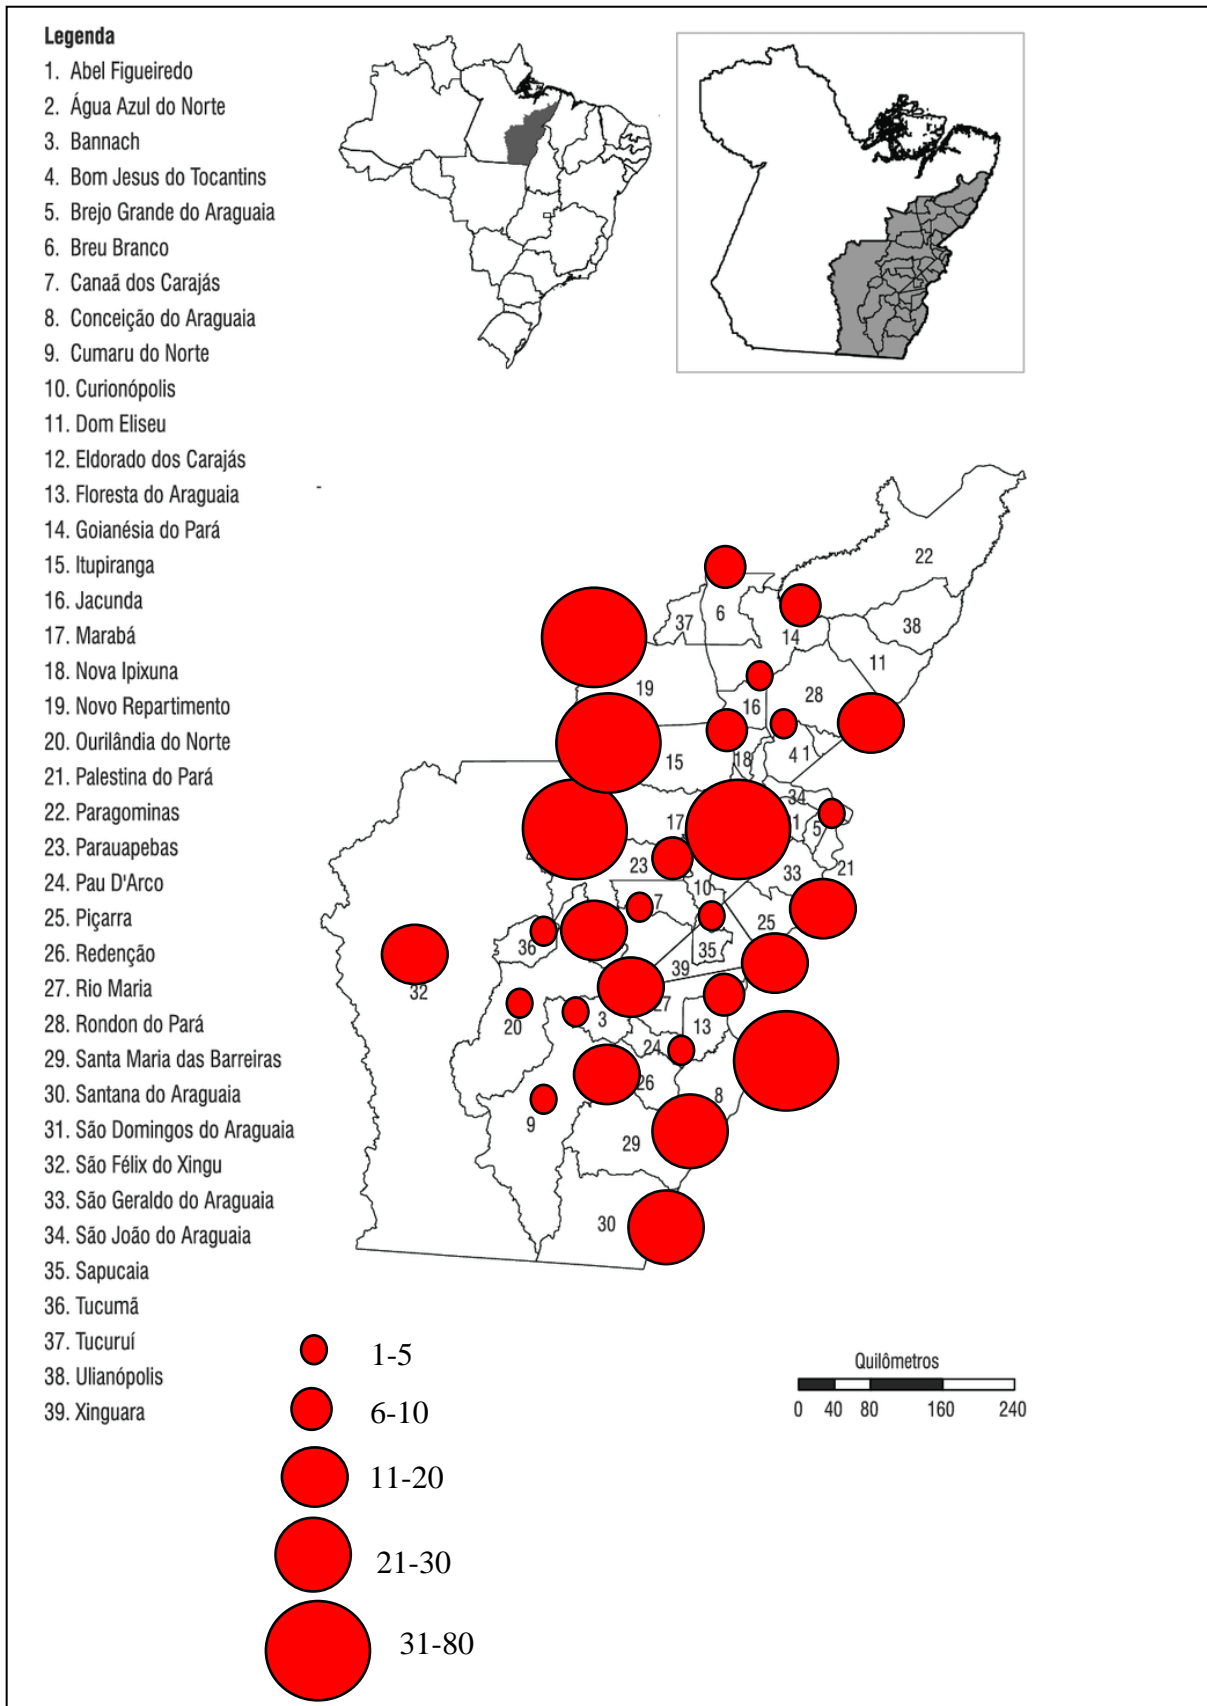 Legenda
1. Abel Figueiredo
2. Água Azul do Norte
3. Bannach
4. Bom Jesus do Tocantins
5. Brejo Grande do Araguaia
6. Breu Branco
7. Canaã dos Carajás
8. Conceição do Araguaia
9. Cumaru do Norte
10. Curionópolis
11. Dom Eliseu
12. Eldorado dos Carajás
13. Floresta do Araguaia
14. Goianésia do Pará
15. Itupiranga
16. Jacunda
17. Marabá
18. Nova Ipixuna
19. Novo Repartimento
20. Ourilândia do Norte
21. Palestina do Pará
22. Paragominas
23. Parauapebas
24. Pau D'Arco
25. Piçarra
26. Redenção
27. Rio Maria
28. Rondon do Pará
29. Santa Maria das Barreiras
30. Santana do Araguaia
31. São Domingos do Araguaia
32. São Félix do Xingu
33. São Geraldo do Araguaia
34. São João do Araguaia
35. Sapucaia
36. Tucumã
37. Tucuruí
38. Ulianópolis
39. Xinguara
22
6
37
38
14
11
19
28
16
4 1
15
18
34
17
1
5
23
33
21
10
7
25
36
35
2
39
32
27
20
3
13
24
26
8
9
29
30
1-5
6-10
11-20
21-30
31-80
Quilômetros
0 40 80 160 240